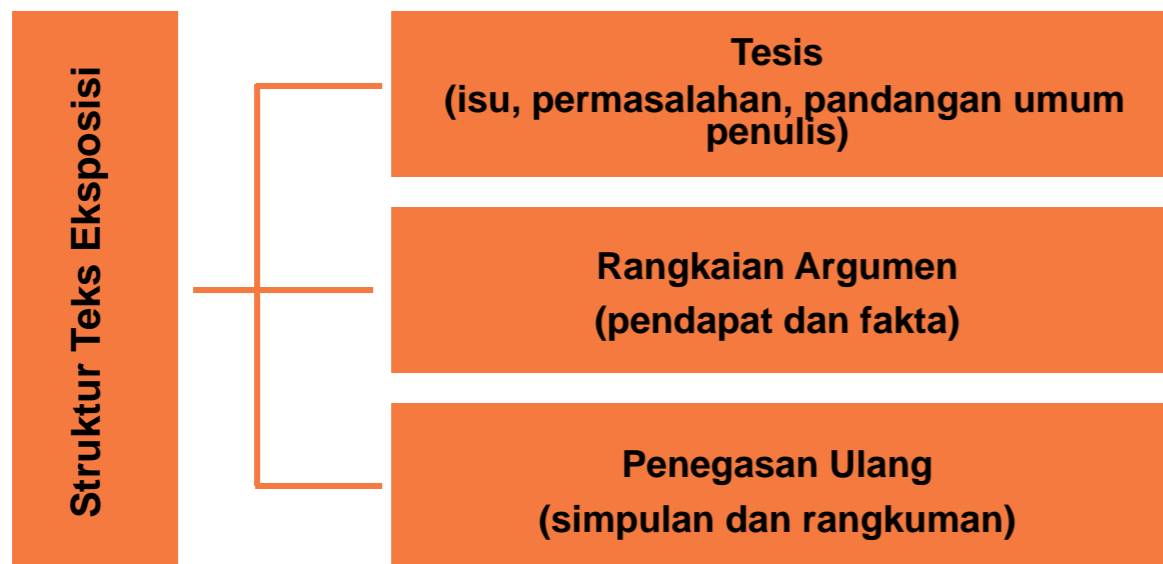 Struktur Teks Eksposisi
Tesis
(isu, permasalahan, pandangan umum
penulis)
Rangkaian Argumen
(pendapat dan fakta)
Penegasan Ulang
(simpulan dan rangkuman)